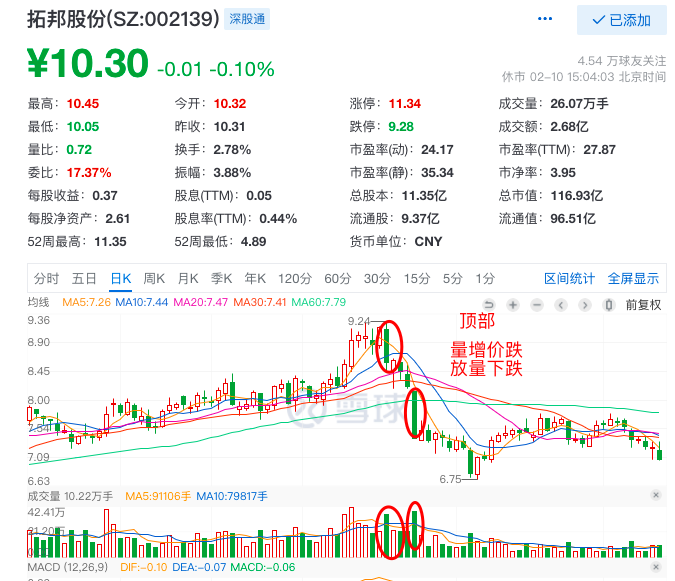 拓邦股份(SZ:002139) 深股通 ... 已添加
¥10.30 -0.01 -0.10% 4.54 万球友关注
休市 02-10 15:04:03 北京时间
最高：10.45 今开：10.32 涨停：11.34 成交量：26.07万手
最低：10.05 昨收：10.31 跌停：9.28 成交额：2.68亿
量比：0.72 换手：2.78% 市盈率(动)：24.17 市盈率(TTM)：27.87
委比：17.37% 振幅：3.88% 市盈率(静)：35.34 市净率：3.95
每股收益：0.37 股息(TTM)：0.05 总股本：11.35亿 总市值：116.93亿
每股净资产：2.61 股息率(TTM)：0.44% 流通股：9.37亿 流通值：96.51亿
52周最高：11.35 52周最低：4.89 货币单位：CNY
分时 五日 日K 周K 月K 季K 年K 120分 60分 30分 15分 5分 1分 区间统计 全屏显示
均线 MA5:7.26 MA10:7.44 MA20:7.47 MA30:7.41 MA60:7.79 前复权
9.36
9.24
顶部
8.90
量增价跌
放量下跌
8.45
8.00
雪球
7.54
7.09
6.75
6.63
成交量 10.22万手 MA5:91106手 MA10:79817手
42.41万
21.20万
MACD (12,26,9) DIF:-0.10 DEA:-0.07 MACD:-0.06